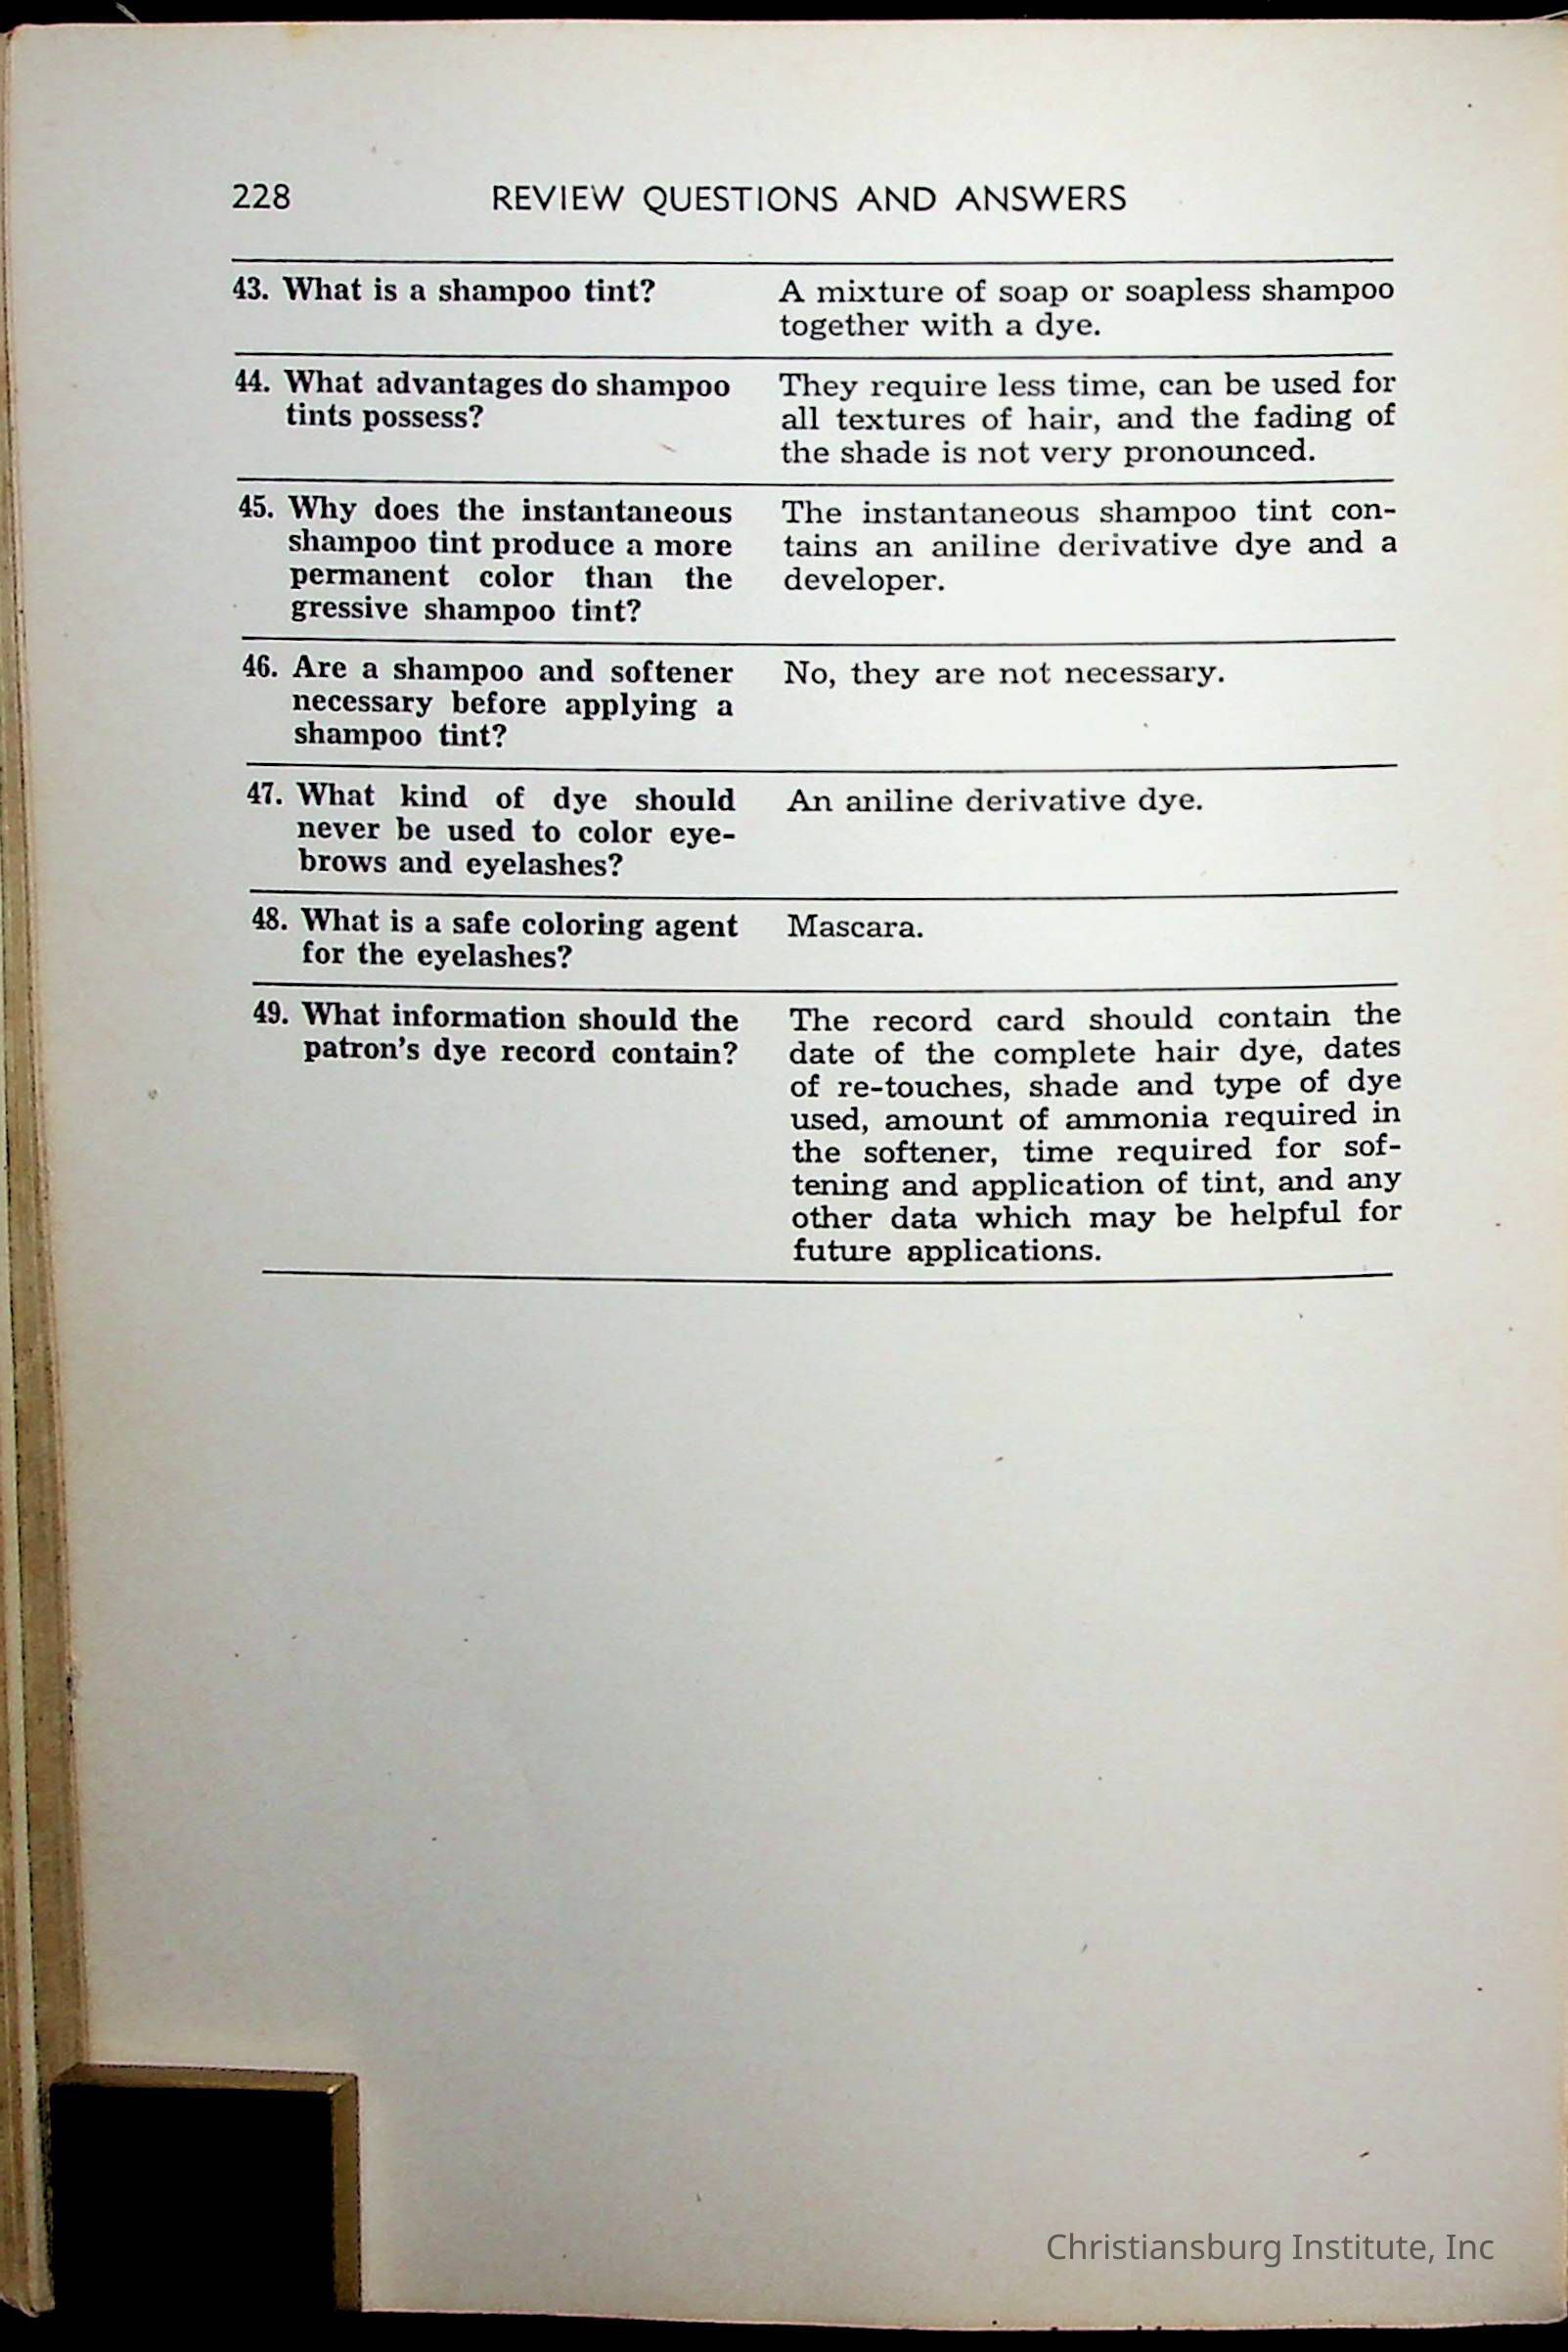 228 REVIEW QUESTIONS AND ANSWERS
43. What is a shampoo tint?
A mixture of soap or soapless shampoo
together with a dye.
44. What advantages do shampoo
tints possess?
They require less time, can be used for
all textures of hair, and the fading of
the shade is not very pronounced.
45. Why does the instantaneous
shampoo tint produce a more
permanent color than the
gressive shampoo tint?
The instantaneous shampoo tint con-
tains an aniline derivative dye and a
developer.
46. Are a shampoo and softener
necessary before applying a
shampoo tint?
No, they are not necessary.
47. What kind of dye should
never be used to color eye-
brows and eyelashes?
An aniline derivative dye.
48. What is a safe coloring agent
for the eyelashes?
Mascara.
49. What information should the
patron's dye record contain?
The record card should contain the
date of the complete hair dye, dates
of re-touches, shade and type of dye
used, amount of ammonia required in
the softener, time required for sof-
tening and application of tint, and any
other data which may be helpful for
future applications.
Christiansburg Institute, Inc